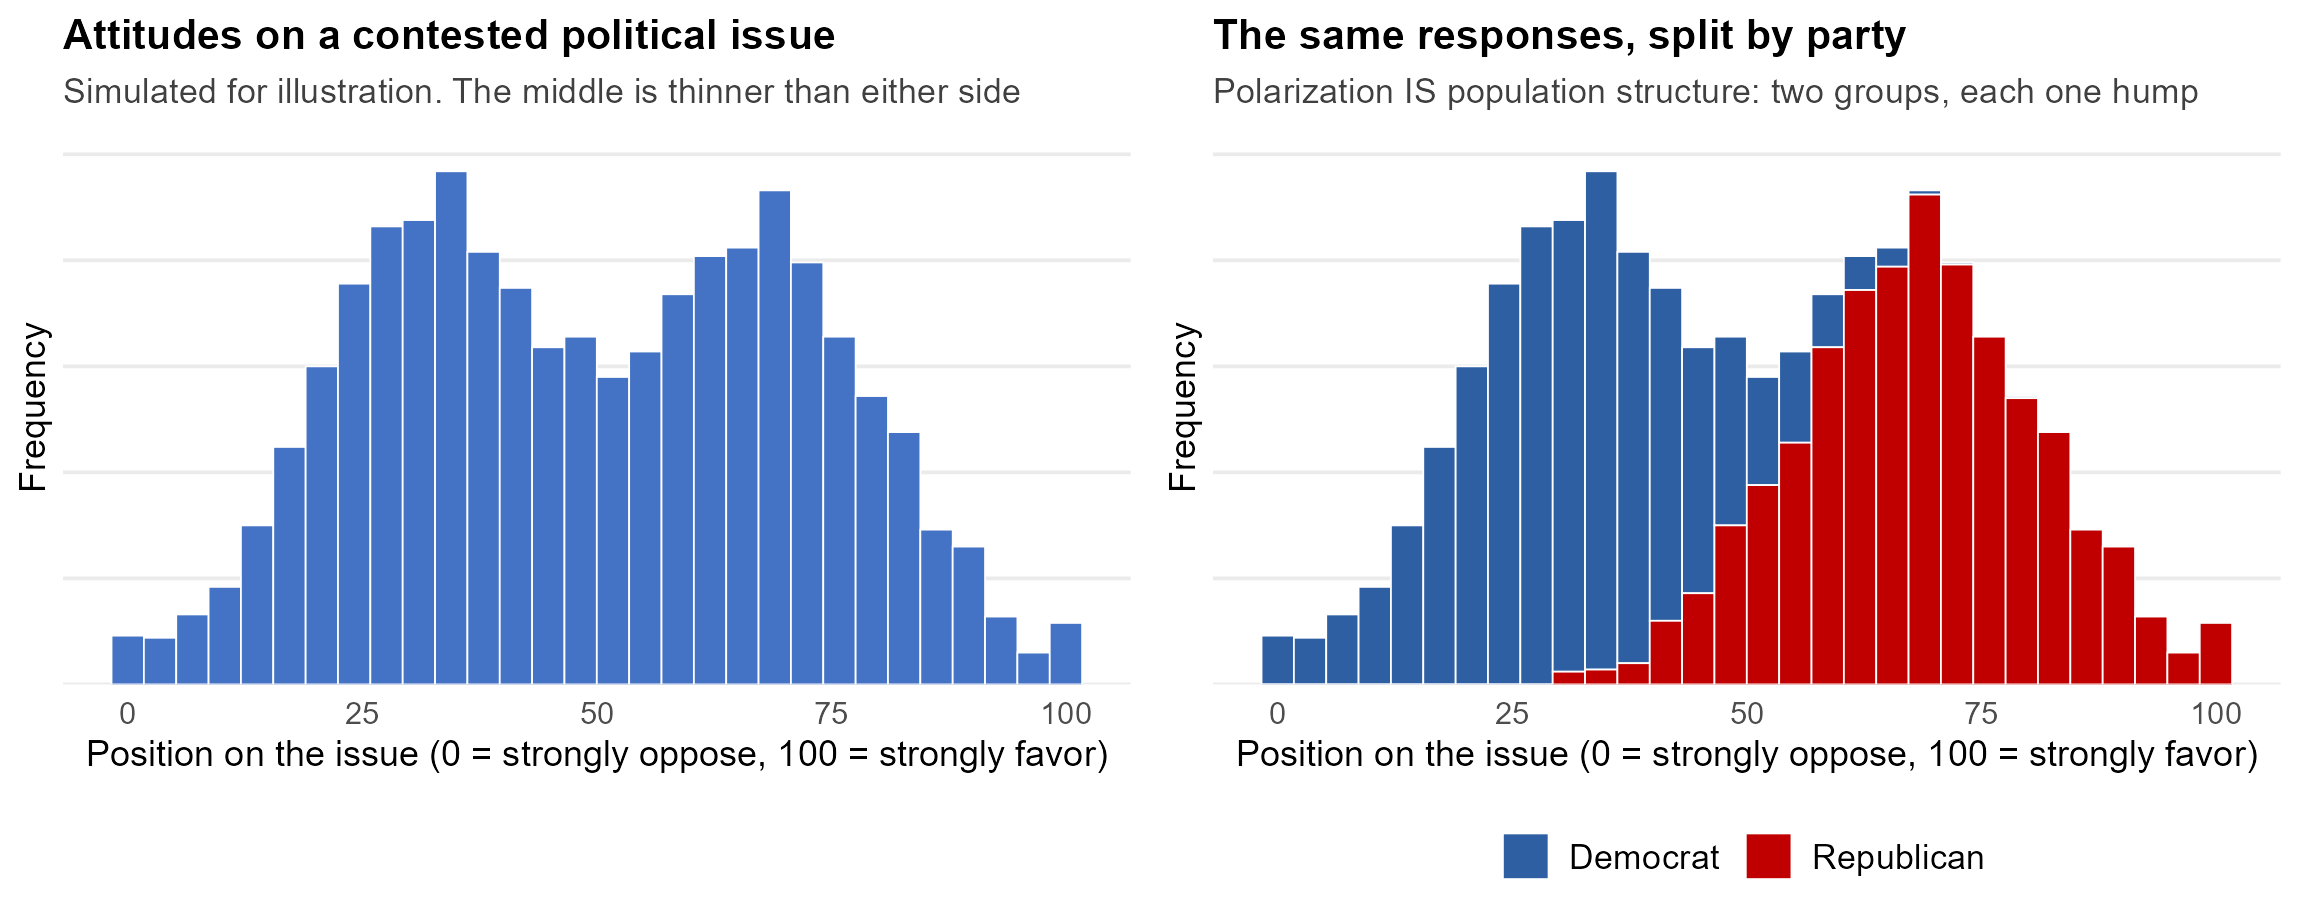 Attitudes on a contested political issue
Simulated for illustration. The middle is thinner than either side
Frequency
0 25 50 75 100
Position on the issue (0 = strongly oppose, 100 = strongly favor)
The same responses, split by party
Polarization IS population structure: two groups, each one hump
Frequency
0 25 50 75 100
Position on the issue (0 = strongly oppose, 100 = strongly favor)
Democrat Republican